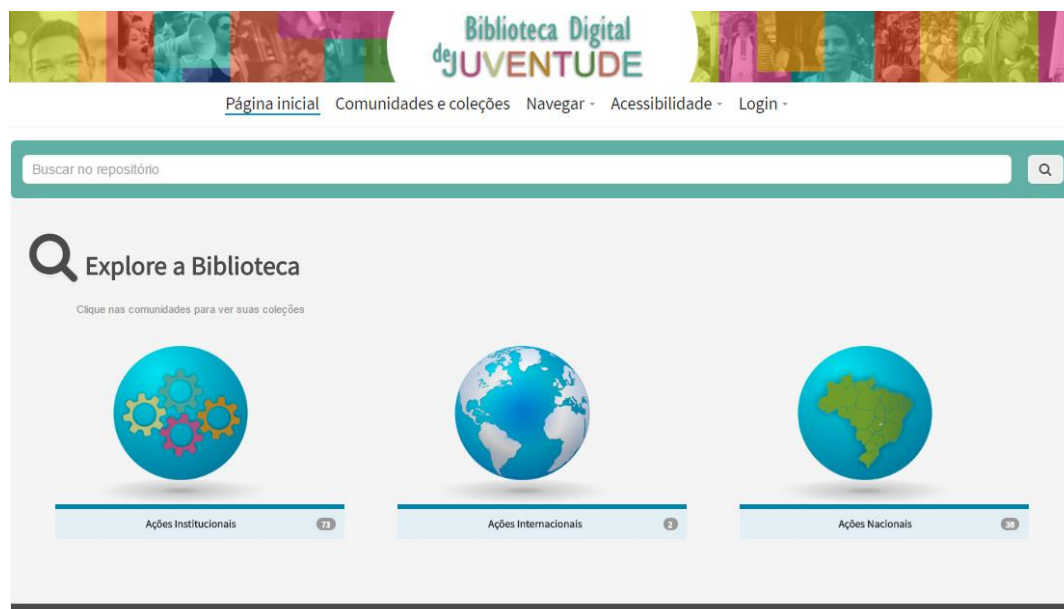 Biblioteca Digital
de JUVENTUDE
Página inicial Comunidades e coleções Navegar Acessibilidade Login
Buscar no repositório
Explore a Biblioteca
Clique nas comunidades para ver suas coleções
Ações Institucionais 73 Ações Internacionais 2 Ações Nacionais 38